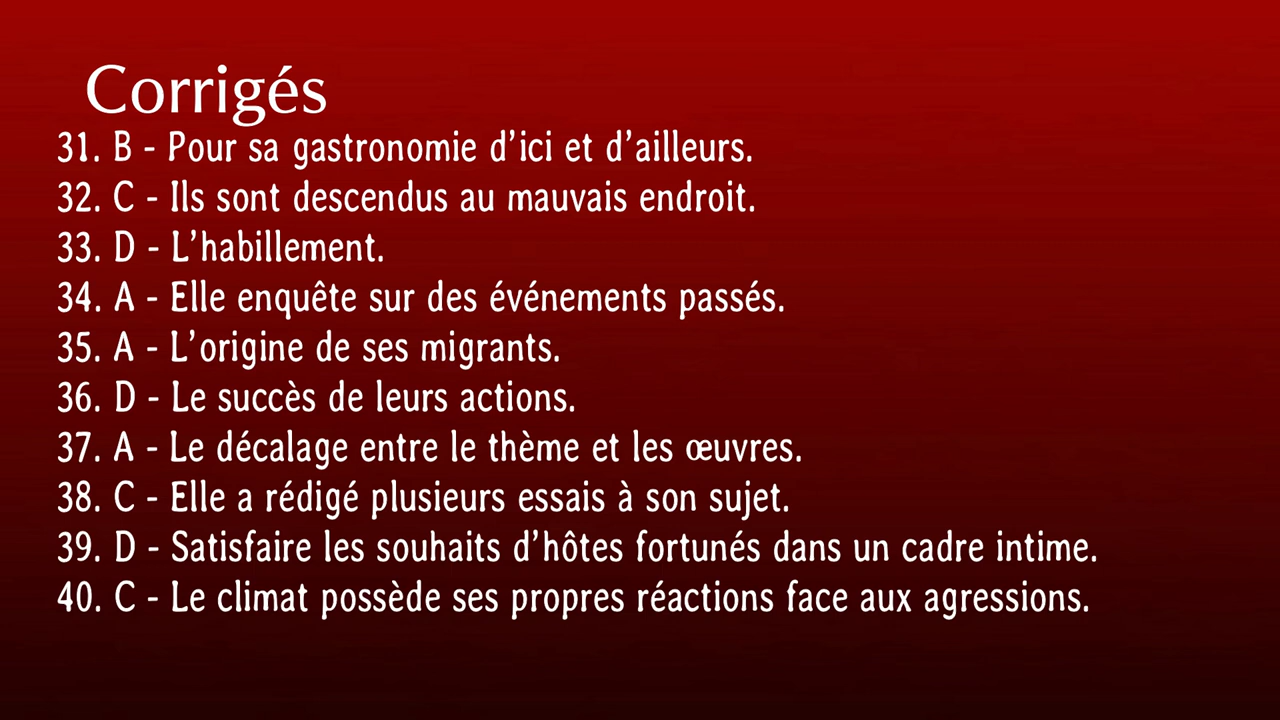 Corrigés
31. B - Pour sa gastronomie d’ici et d’ailleurs.
32. C - Ils sont descendus au mauvais endroit.
33. D - L’habillement.
34. A - Elle enquête sur des événements passés.
35. A - L’origine de ses migrants.
36. D - Le succès de leurs actions.
37. A - Le décalage entre le thème et les œuvres.
38. C - Elle a rédigé plusieurs essais à son sujet.
39. D - Satisfaire les souhaits d’hôtes fortunés dans un cadre intime.
40. C - Le climat possède ses propres réactions face aux agressions.